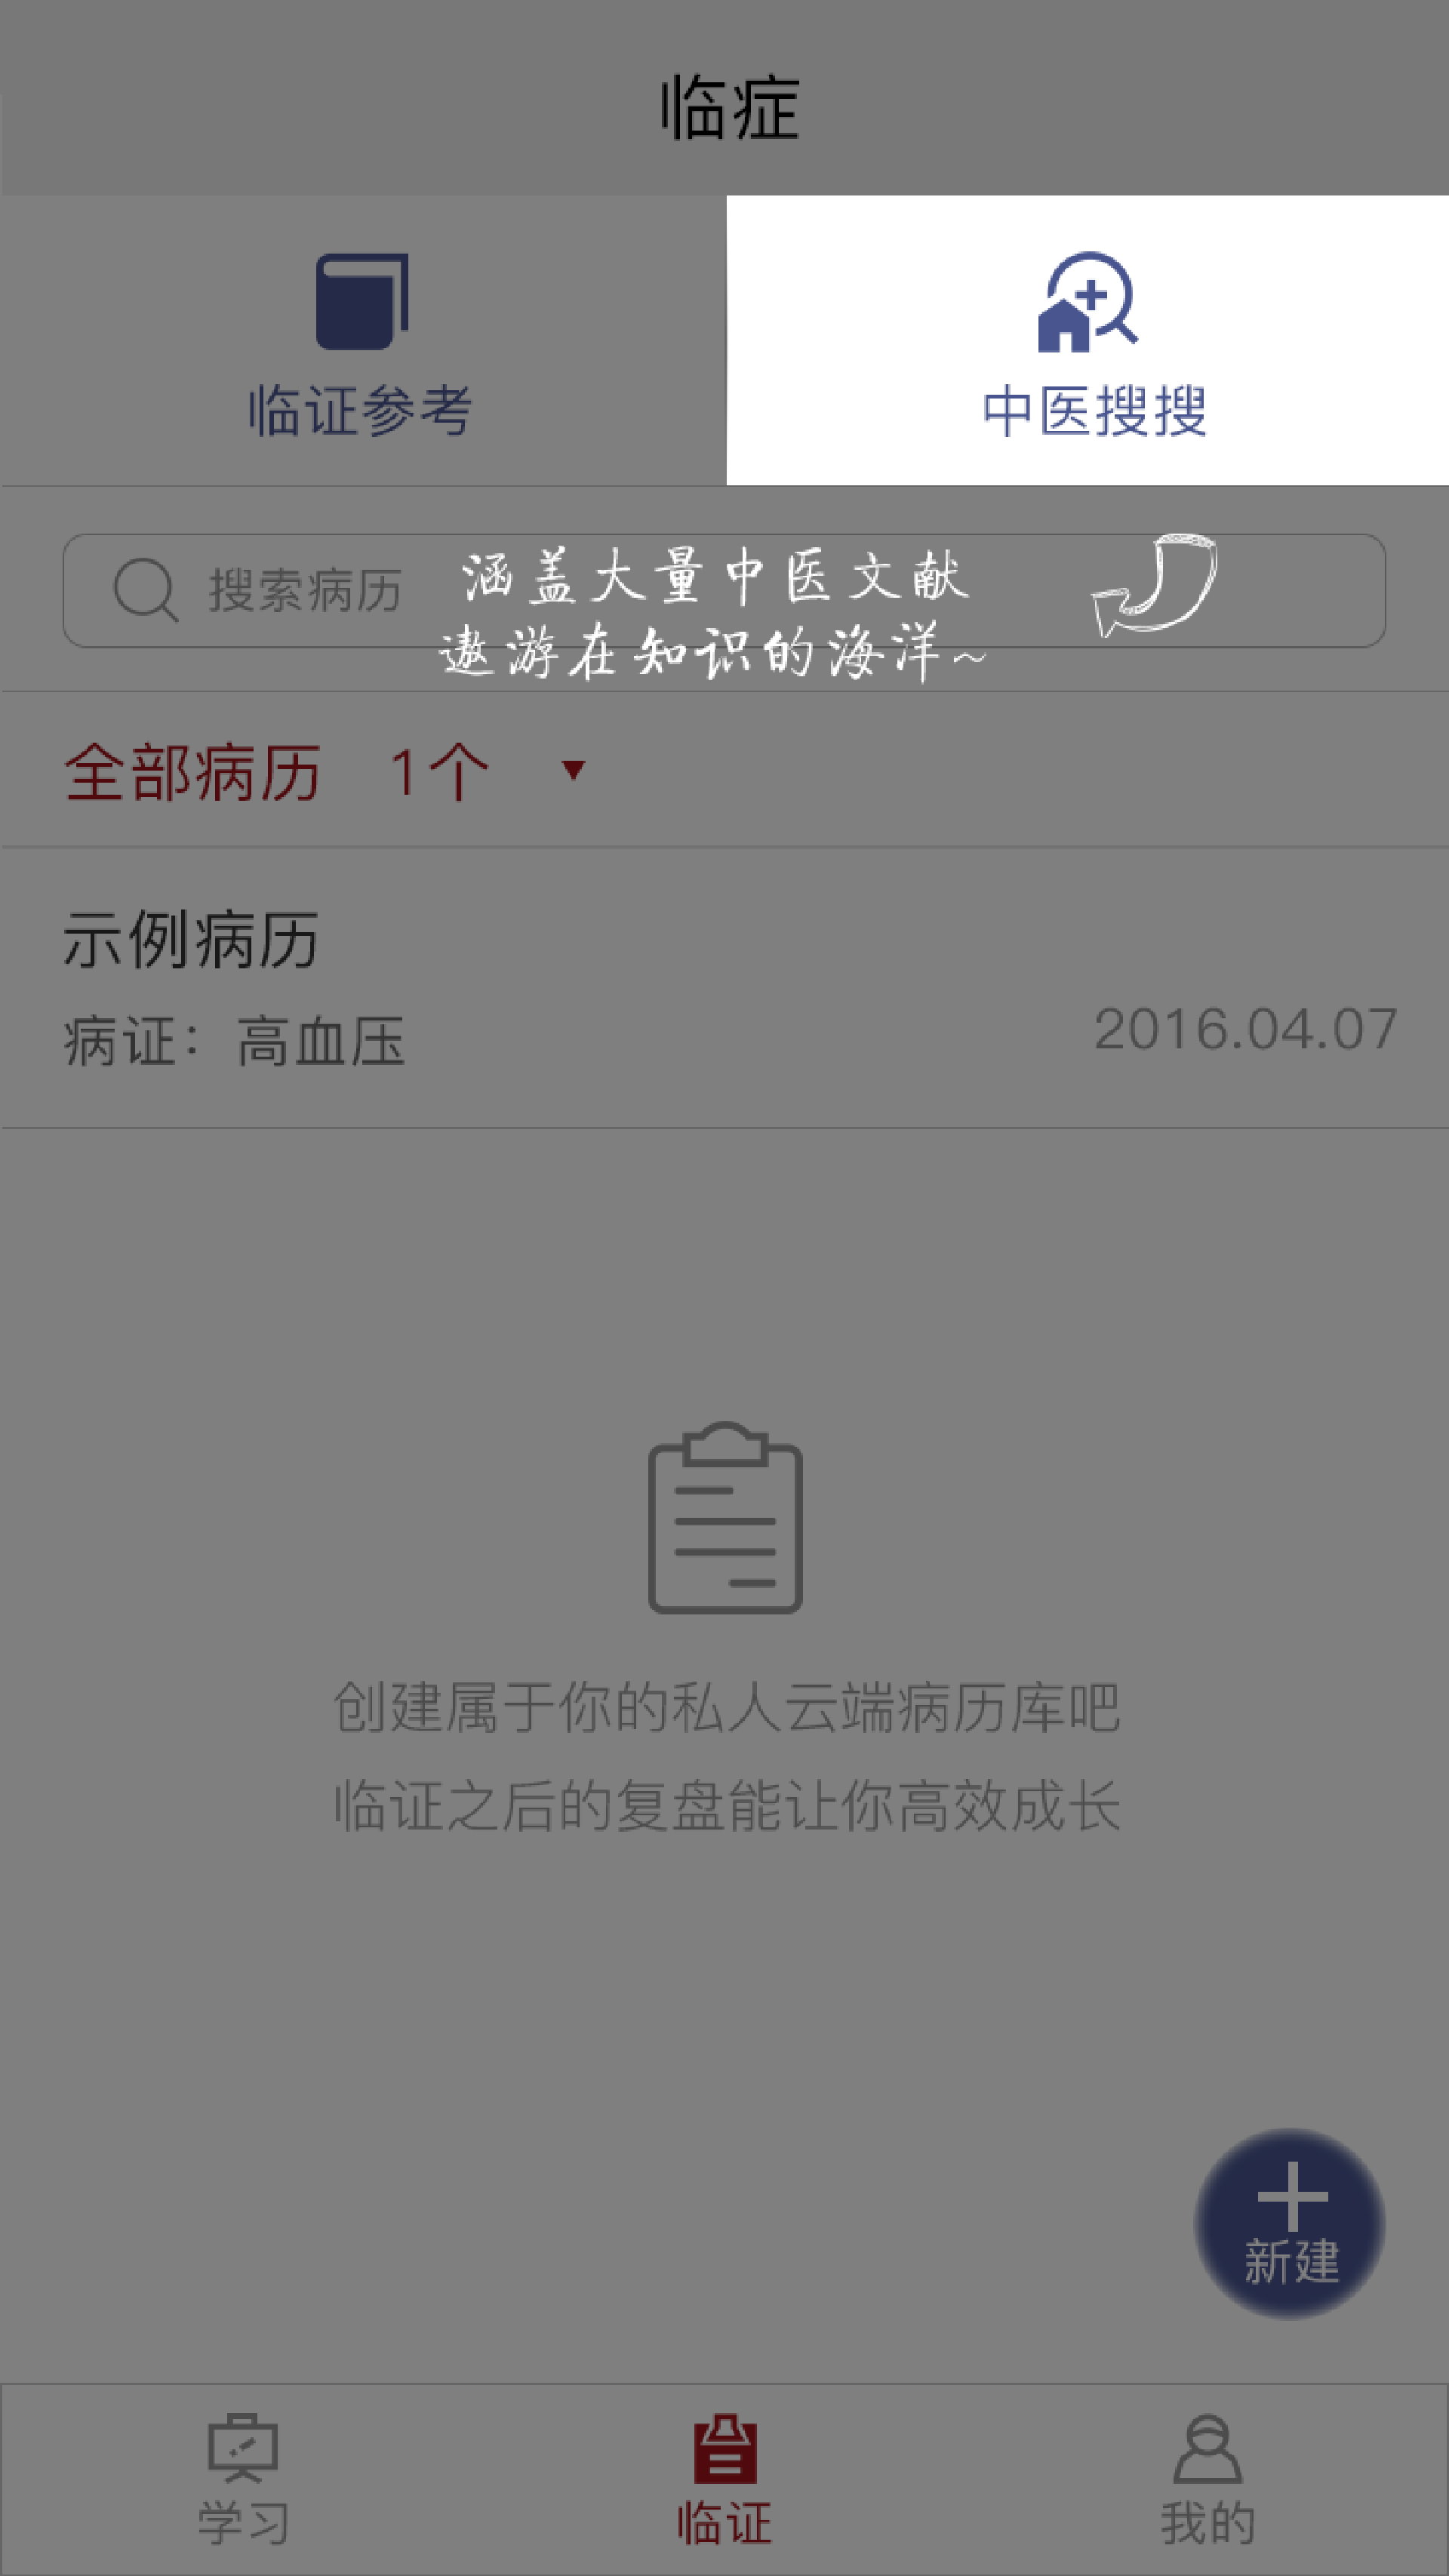 临症
临证参考
中医搜搜
搜索病历
涵盖大量中医文献
遨游在知识的海洋~
全部病历 1个
示例病历
病证：高血压
2016.04.07
创建属于你的私人云端病历库吧
临证之后的复盘能让你高效成长
新建
学习
临证
我的